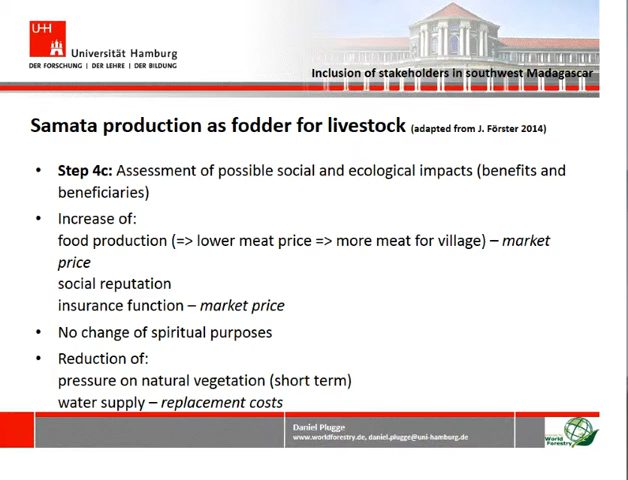 UHH
Universität Hamburg
DER FORSCHUNG | DER LEHRE | DER BILDUNG
Inclusion of stakeholders in southwest Madagascar
Samata production as fodder for livestock (adapted from J. Förster 2014)
• Step 4c: Assessment of possible social and ecological impacts (benefits and
beneficiaries)
• Increase of:
food production (=> lower meat price => more meat for village) – market
price
social reputation
insurance function – market price
• No change of spiritual purposes
• Reduction of:
pressure on natural vegetation (short term)
water supply – replacement costs
Daniel Plugge
www.worldforestry.de, daniel.plugge@uni-hamburg.de
World
Forestry